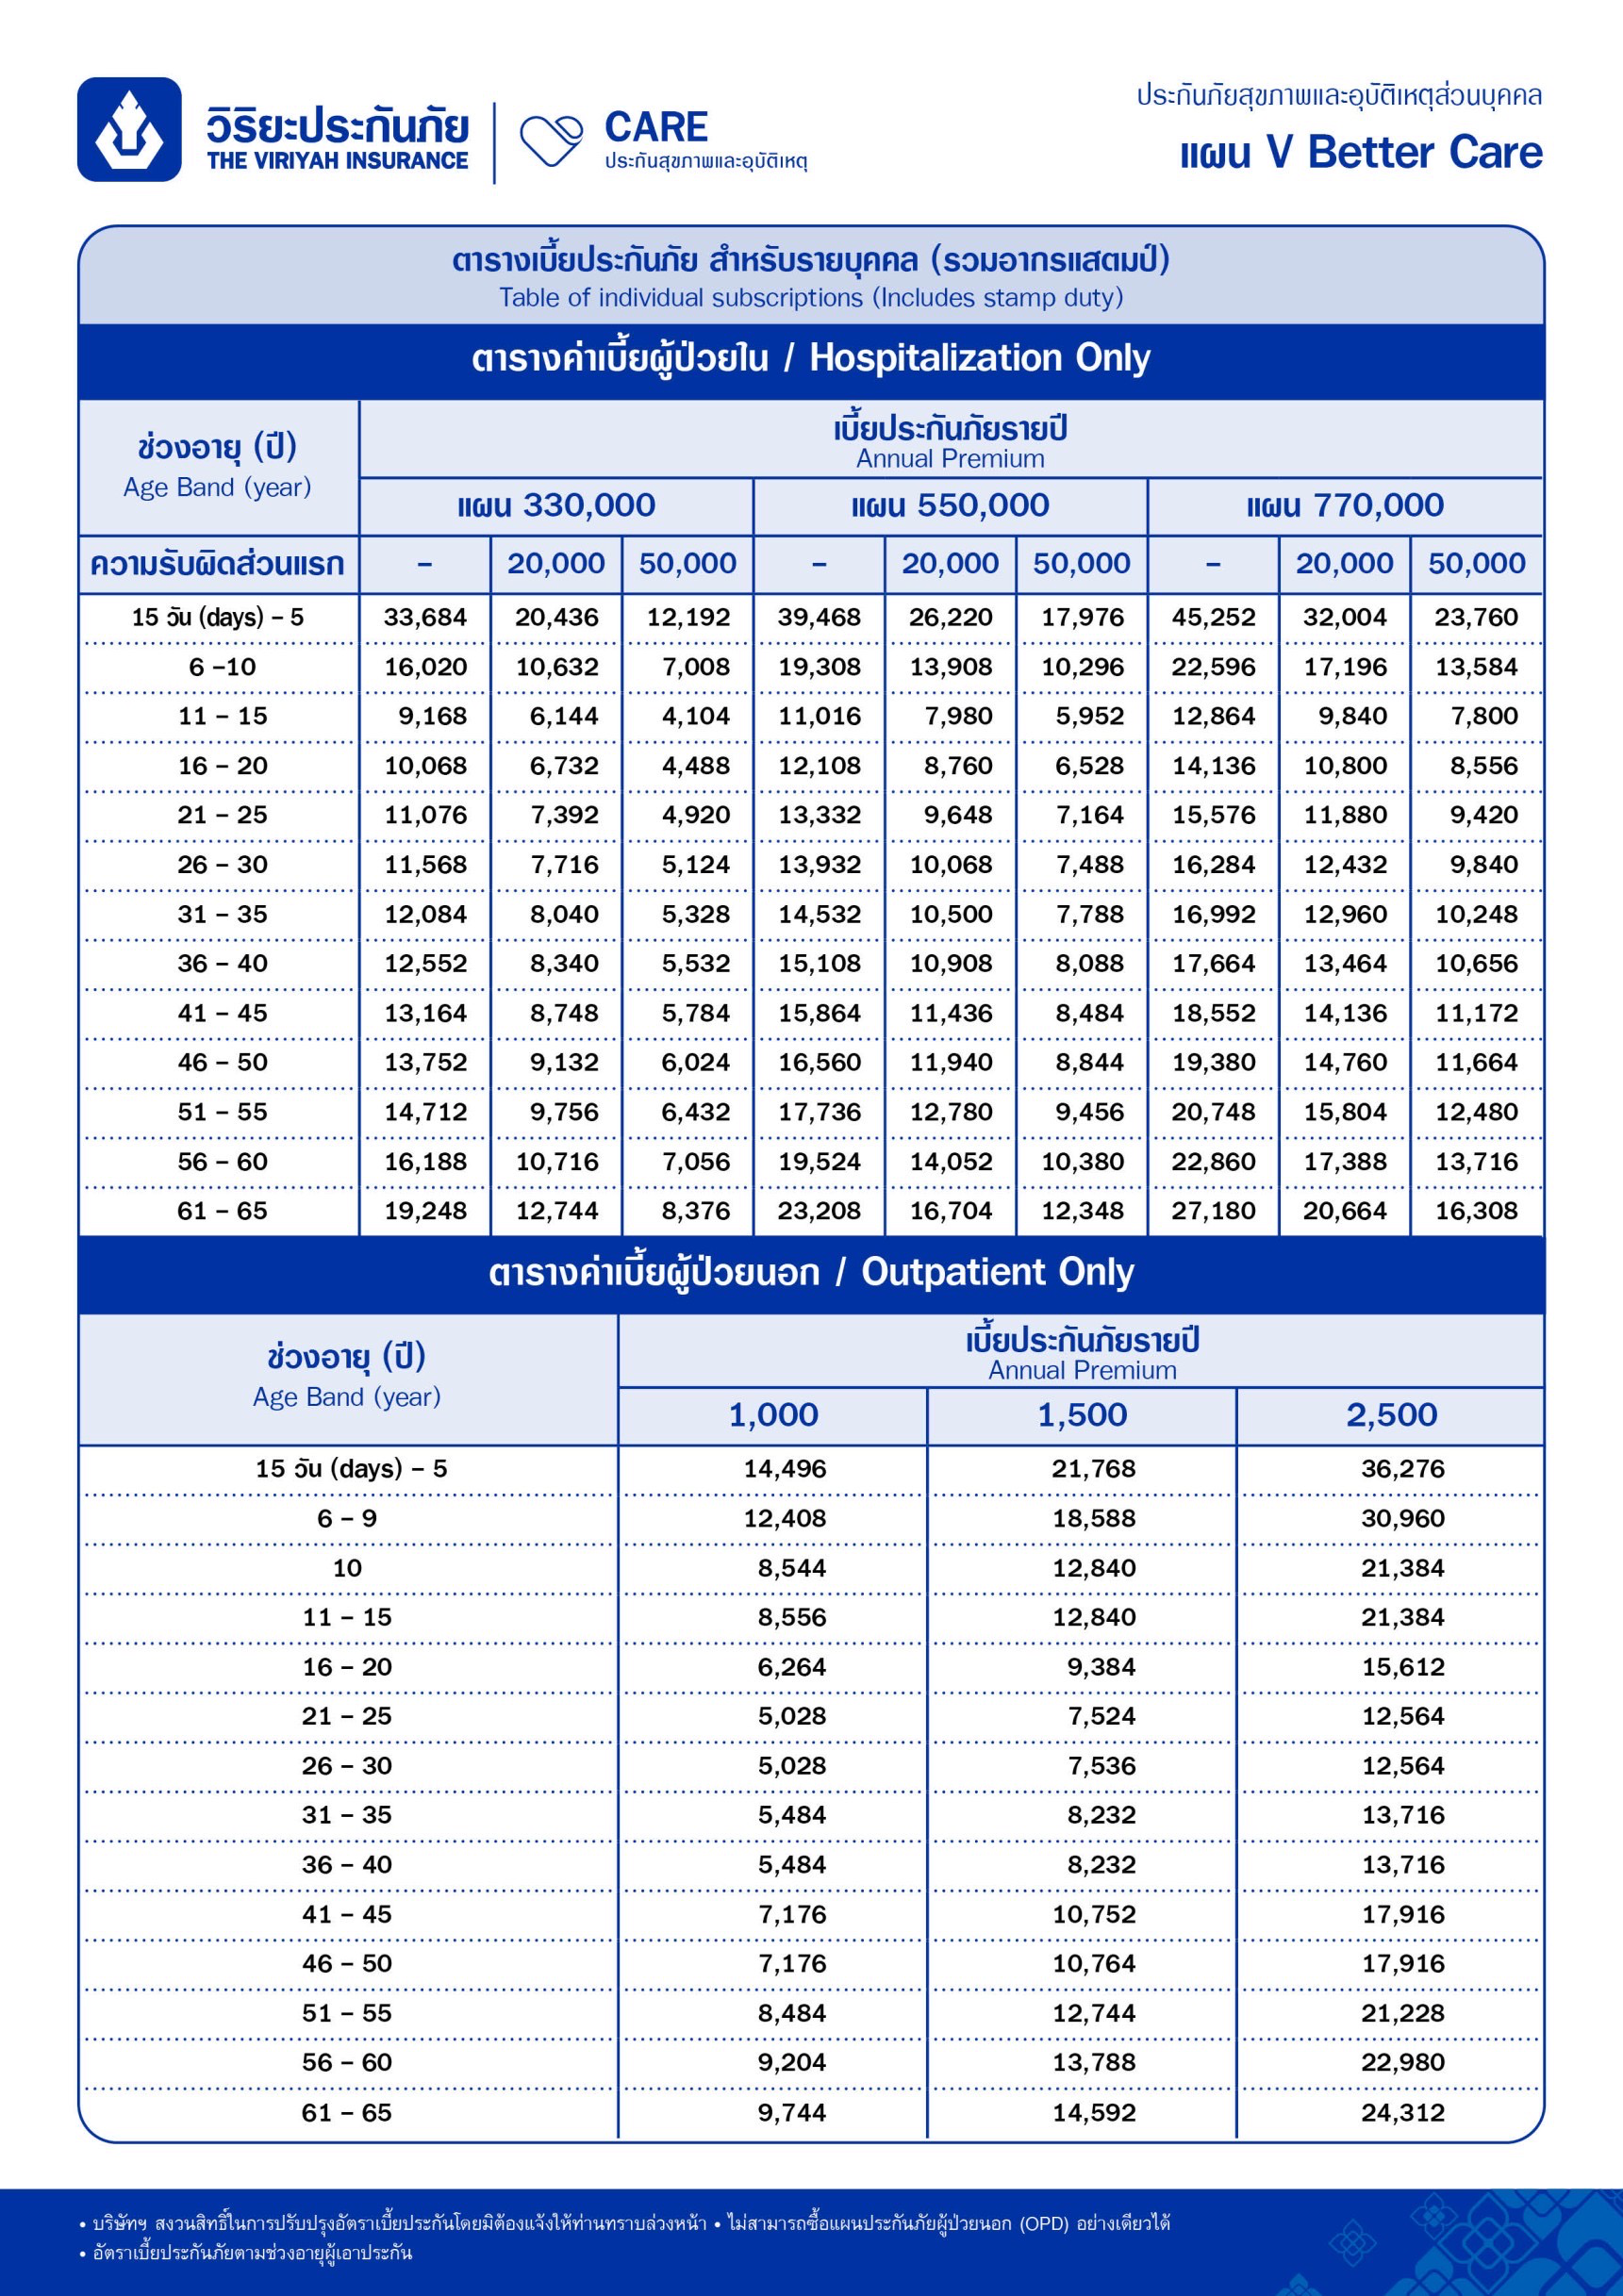 วิริยะประกันภัย
THE VIRIYAH INSURANCE
CARE
ประกันสุขภาพและอุบัติเหตุ
ประกันภัยสุขภาพและอุบัติเหตุส่วนบุคคล
แผน V Better Care
ตารางเบี้ยประกันภัย สำหรับรายบุคคล (รวมอากรแสตมป์)
Table of individual subscriptions (Includes stamp duty)
ตารางค่าเบี้ยผู้ป่วยใน / Hospitalization Only
ช่วงอายุ (ปี)
Age Band (year)
เบี้ยประกันภัยรายปี
Annual Premium
แผน 330,000 แผน 550,000 แผน 770,000
ความรับผิดส่วนแรก – 20,000 50,000 – 20,000 50,000 – 20,000 50,000
15 วัน (days) – 5 33,684 20,436 12,192 39,468 26,220 17,976 45,252 32,004 23,760
6 –10 16,020 10,632 7,008 19,308 13,908 10,296 22,596 17,196 13,584
11 – 15 9,168 6,144 4,104 11,016 7,980 5,952 12,864 9,840 7,800
16 – 20 10,068 6,732 4,488 12,108 8,760 6,528 14,136 10,800 8,556
21 – 25 11,076 7,392 4,920 13,332 9,648 7,164 15,576 11,880 9,420
26 – 30 11,568 7,716 5,124 13,932 10,068 7,488 16,284 12,432 9,840
31 – 35 12,084 8,040 5,328 14,532 10,500 7,788 16,992 12,960 10,248
36 – 40 12,552 8,340 5,532 15,108 10,908 8,088 17,664 13,464 10,656
41 – 45 13,164 8,748 5,784 15,864 11,436 8,484 18,552 14,136 11,172
46 – 50 13,752 9,132 6,024 16,560 11,940 8,844 19,380 14,760 11,664
51 – 55 14,712 9,756 6,432 17,736 12,780 9,456 20,748 15,804 12,480
56 – 60 16,188 10,716 7,056 19,524 14,052 10,380 22,860 17,388 13,716
61 – 65 19,248 12,744 8,376 23,208 16,704 12,348 27,180 20,664 16,308
ตารางค่าเบี้ยผู้ป่วยนอก / Outpatient Only
ช่วงอายุ (ปี)
Age Band (year)
เบี้ยประกันภัยรายปี
Annual Premium
1,000 1,500 2,500
15 วัน (days) – 5 14,496 21,768 36,276
6 – 9 12,408 18,588 30,960
10 8,544 12,840 21,384
11 – 15 8,556 12,840 21,384
16 – 20 6,264 9,384 15,612
21 – 25 5,028 7,524 12,564
26 – 30 5,028 7,536 12,564
31 – 35 5,484 8,232 13,716
36 – 40 5,484 8,232 13,716
41 – 45 7,176 10,752 17,916
46 – 50 7,176 10,764 17,916
51 – 55 8,484 12,744 21,228
56 – 60 9,204 13,788 22,980
61 – 65 9,744 14,592 24,312
• บริษัทฯ สงวนสิทธิ์ในการปรับปรุงอัตราเบี้ยประกันโดยมิต้องแจ้งให้ท่านทราบล่วงหน้า • ไม่สามารถซื้อแผนประกันภัยผู้ป่วยนอก (OPD) อย่างเดียวได้
• อัตราเบี้ยประกันภัยตามช่วงอายุผู้เอาประกัน